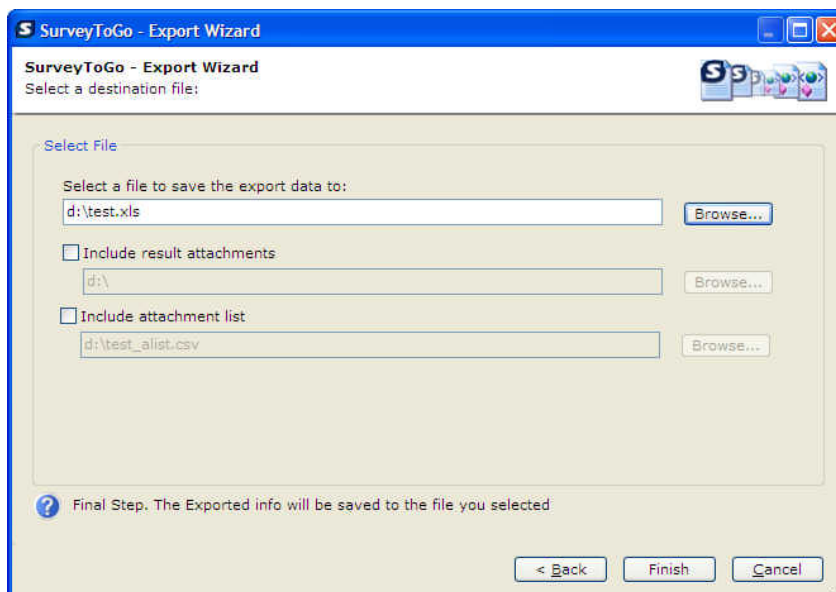 SurveyToGo - Export Wizard
SurveyToGo - Export Wizard
Select a destination file:
Select File
Select a file to save the export data to:
d:\test.xls
Browse...
Include result attachments
d:\
Browse...
Include attachment list
d:\test_alist.csv
Browse...
Final Step. The Exported info will be saved to the file you selected
< Back
Finish
Cancel